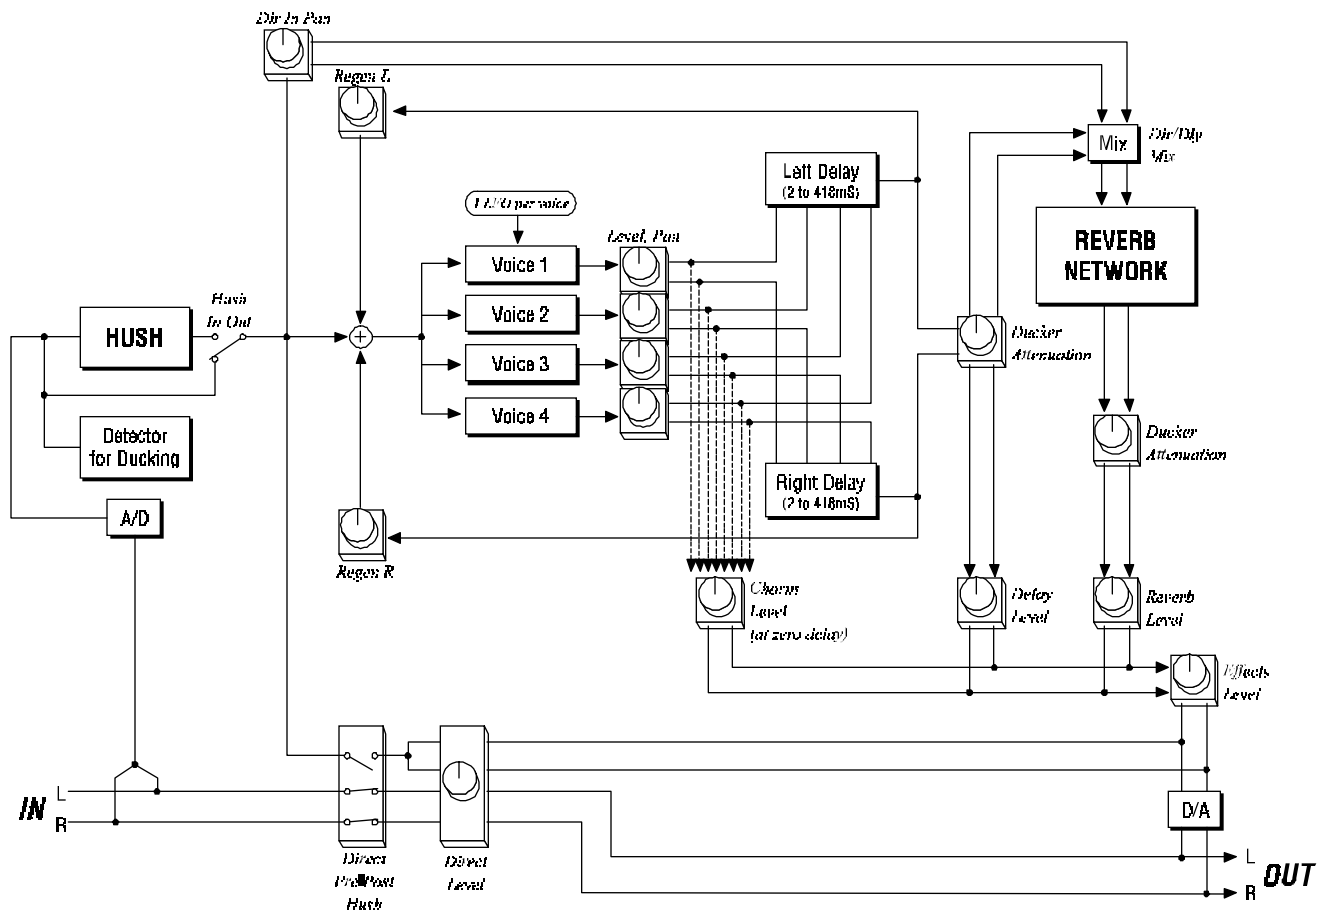 Dir In Pan
Regen L
Mix
Dir/Dly
Mix
Left Delay
(2 to 418mS)
1 LFO per voice
Level, Pan
REVERB
NETWORK
Voice 1
Hush
In Out
HUSH
Voice 2
Ducker
Attenuation
Voice 3
Voice 4
Detector
for Ducking
Ducker
Attenuation
Right Delay
(2 to 418mS)
A/D
Regen R
Chorus
Level
(at zero delay)
Delay
Level
Reverb
Level
Effects
Level
IN
L
R
D/A
Direct
Pre Post
Hush
Direct
Level
L
R
OUT